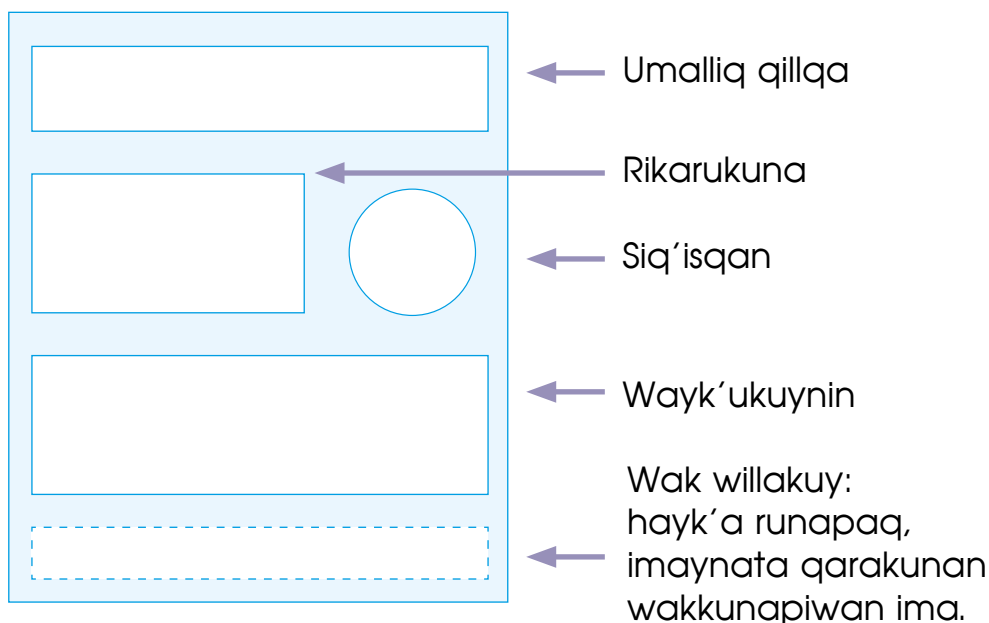 Umalliq qillqa
Rikarukuna
Siq´isqan
Wayk´ukuynin
Wak willakuy:
hayk´a runapaq,
imaynata qarakunan
wakkunapiwan ima.